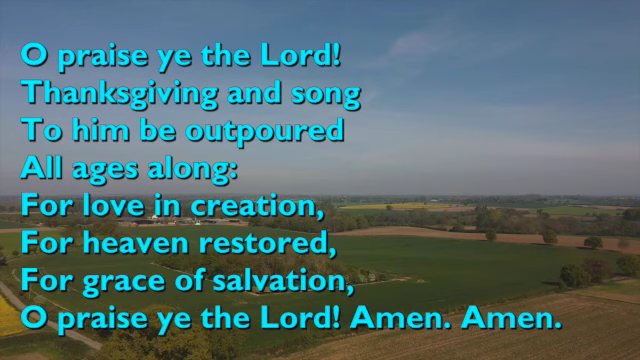 O praise ye the Lord!
Thanksgiving and song
To him be outpoured
All ages along:
For love in creation,
For heaven restored,
For grace of salvation,
O praise ye the Lord! Amen. Amen.